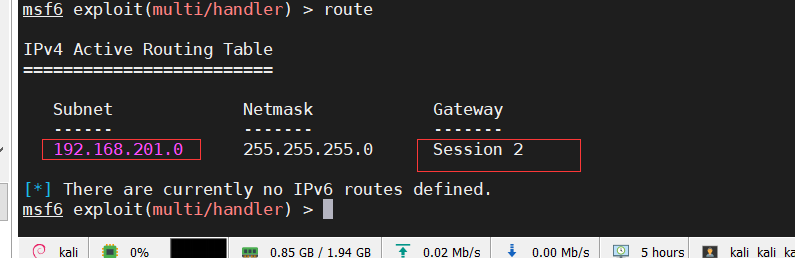 msf6 exploit(multi/handler) > route
IPv4 Active Routing Table
=========================
Subnet Netmask Gateway
------ ------- -------
192.168.201.0 255.255.255.0 Session 2
[*] There are currently no IPv6 routes defined.
msf6 exploit(multi/handler) >
kali 0% 0.85 GB / 1.94 GB 0.02 Mb/s 0.00 Mb/s 5 hours kali kali